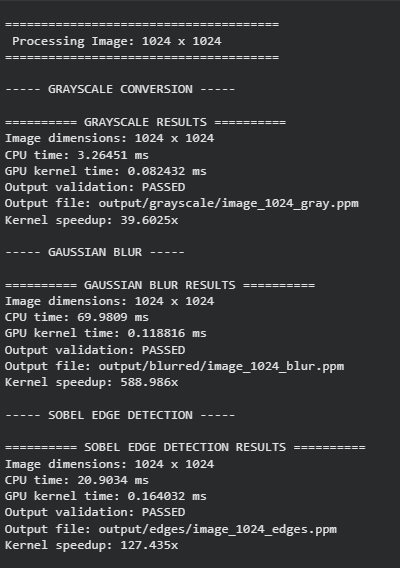 ======================================
Processing Image: 1024 x 1024
======================================
----- GRAYSCALE CONVERSION -----
========== GRAYSCALE RESULTS ==========
Image dimensions: 1024 x 1024
CPU time: 3.26451 ms
GPU kernel time: 0.082432 ms
Output validation: PASSED
Output file: output/grayscale/image_1024_gray.ppm
Kernel speedup: 39.6025x
----- GAUSSIAN BLUR -----
========== GAUSSIAN BLUR RESULTS ==========
Image dimensions: 1024 x 1024
CPU time: 69.9809 ms
GPU kernel time: 0.118816 ms
Output validation: PASSED
Output file: output/blurred/image_1024_blur.ppm
Kernel speedup: 588.986x
----- SOBEL EDGE DETECTION -----
========== SOBEL EDGE DETECTION RESULTS ==========
Image dimensions: 1024 x 1024
CPU time: 20.9034 ms
GPU kernel time: 0.164032 ms
Output validation: PASSED
Output file: output/edges/image_1024_edges.ppm
Kernel speedup: 127.435x